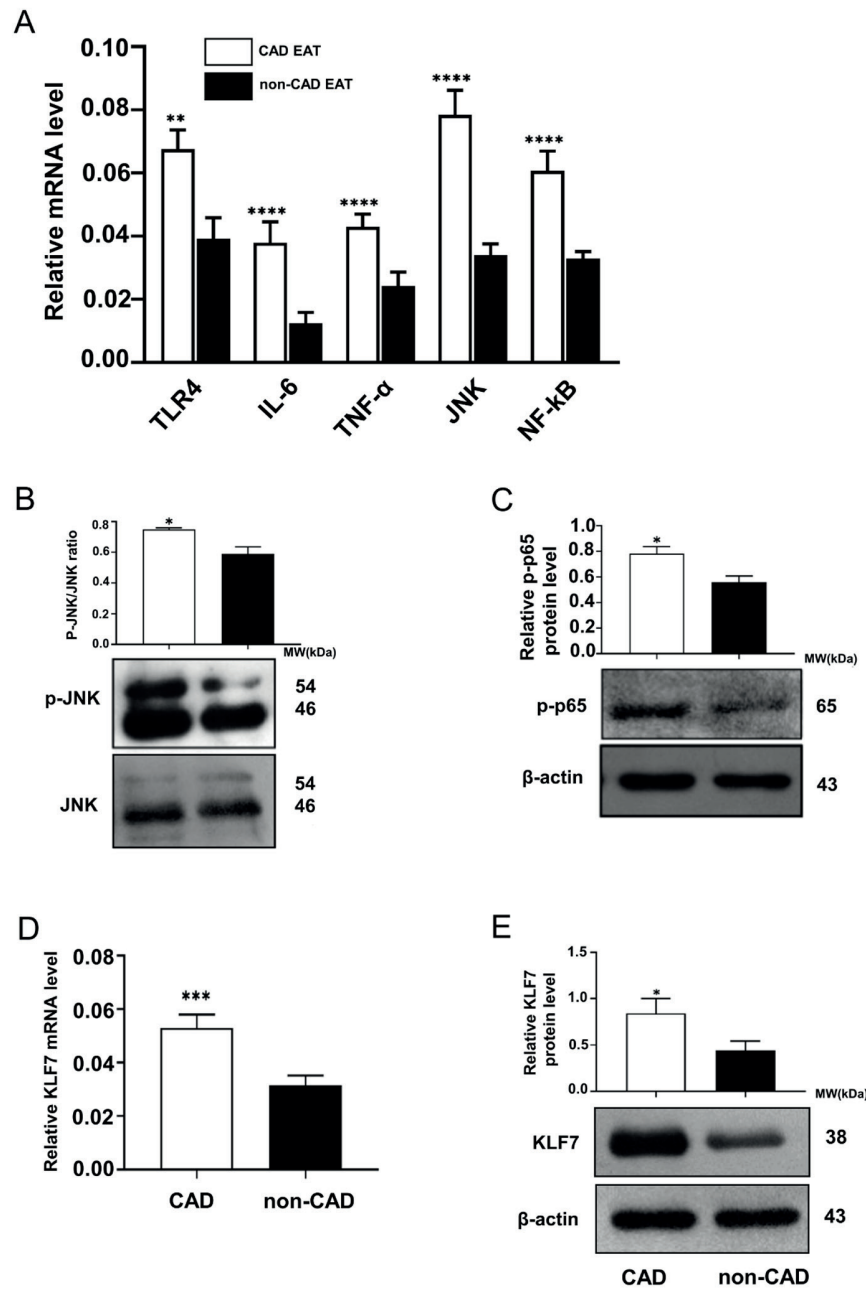 A
Relative mRNA level
0.10
0.08
0.06
0.04
0.02
0.00
CAD EAT
non-CAD EAT
**
****
****
****
****
TLR4
IL-6
TNF-α
JNK
NF-kB
B
P-JNK/JNK ratio
0.8
0.6
0.4
0.2
0.0
*
MW(kDa)
p-JNK
54
46
JNK
54
46
C
Relative p-p65
protein level
1.0
0.8
0.6
0.4
0.2
0.0
*
MW(kDa)
p-p65
65
β-actin
43
D
Relative KLF7 mRNA level
0.08
0.06
0.04
0.02
0.00
***
CAD
non-CAD
E
Relative KLF7
protein level
1.5
1.0
0.5
0.0
*
MW(kDa)
KLF7
38
β-actin
43
CAD
non-CAD